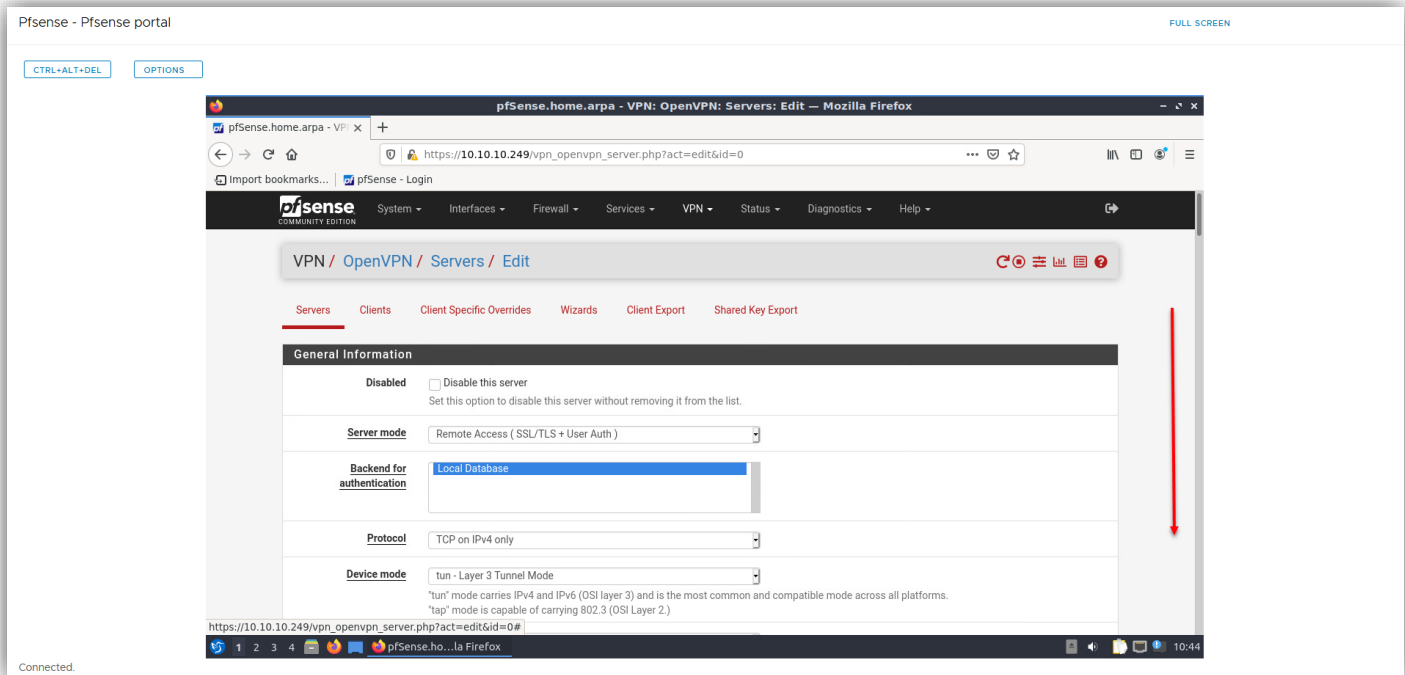 Pfsense - Pfsense portal
FULL SCREEN
CTRL+ALT+DEL OPTIONS
pfSense.home.arpa - VPN: OpenVPN: Servers: Edit — Mozilla Firefox
pfSense.home.arpa - VP
https://10.10.10.249/vpn_openvpn_server.php?act=edit&id=0
Import bookmarks... pfSense - Login
pfsense System Interfaces Firewall Services VPN Status Diagnostics Help
COMMUNITY EDITION
VPN / OpenVPN / Servers / Edit
Servers Clients Client Specific Overrides Wizards Client Export Shared Key Export
General Information
Disabled Disable this server
Set this option to disable this server without removing it from the list.
Server mode Remote Access ( SSL/TLS + User Auth )
Backend for authentication Local Database
Protocol TCP on IPv4 only
Device mode tun - Layer 3 Tunnel Mode
"tun" mode carries IPv4 and IPv6 (OSI layer 3) and is the most common and compatible mode across all platforms.
"tap" mode is capable of carrying 802.3 (OSI Layer 2.)
https://10.10.10.249/vpn_openvpn_server.php?act=edit&id=0#
1 2 3 4 pfSense.ho...la Firefox 10:44
Connected.